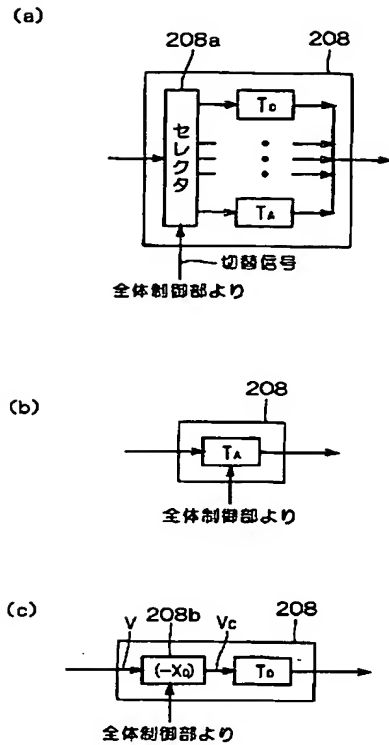 (a)
208a
208
セレクタ
TD
TA
切替信号
全体制御部より
(b)
208
TA
全体制御部より
(c)
V
208b
VC
208
(-XD)
TD
全体制御部より